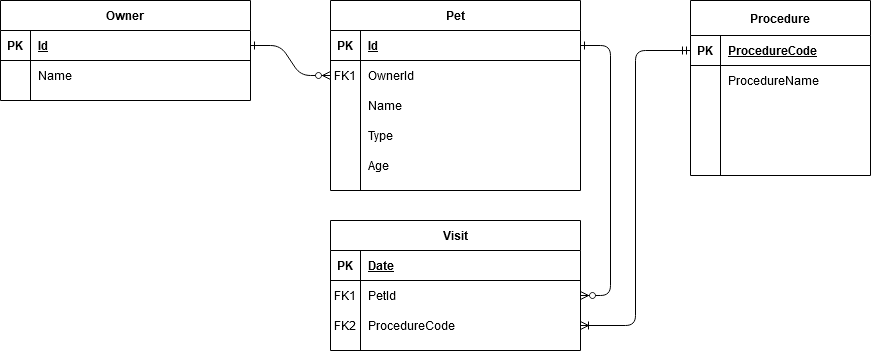 Owner
PK Id
Name
Pet
PK Id
FK1 OwnerId
Name
Type
Age
Procedure
PK ProcedureCode
ProcedureName
Visit
PK Date
FK1 PetId
FK2 ProcedureCode